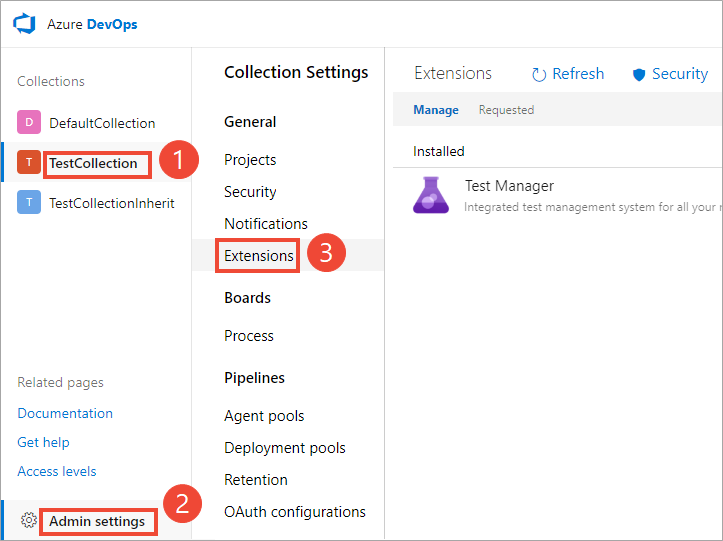 Azure DevOps
Collections
D DefaultCollection
T TestCollection
1
T TestCollectionInherit
Related pages
Documentation
Get help
Access levels
2
Admin settings
Collection Settings
General
Projects
Security
Notifications
Extensions
3
Boards
Process
Pipelines
Agent pools
Deployment pools
Retention
OAuth configurations
Extensions Refresh Security
Manage Requested
Installed
Test Manager
Integrated test management system for all your